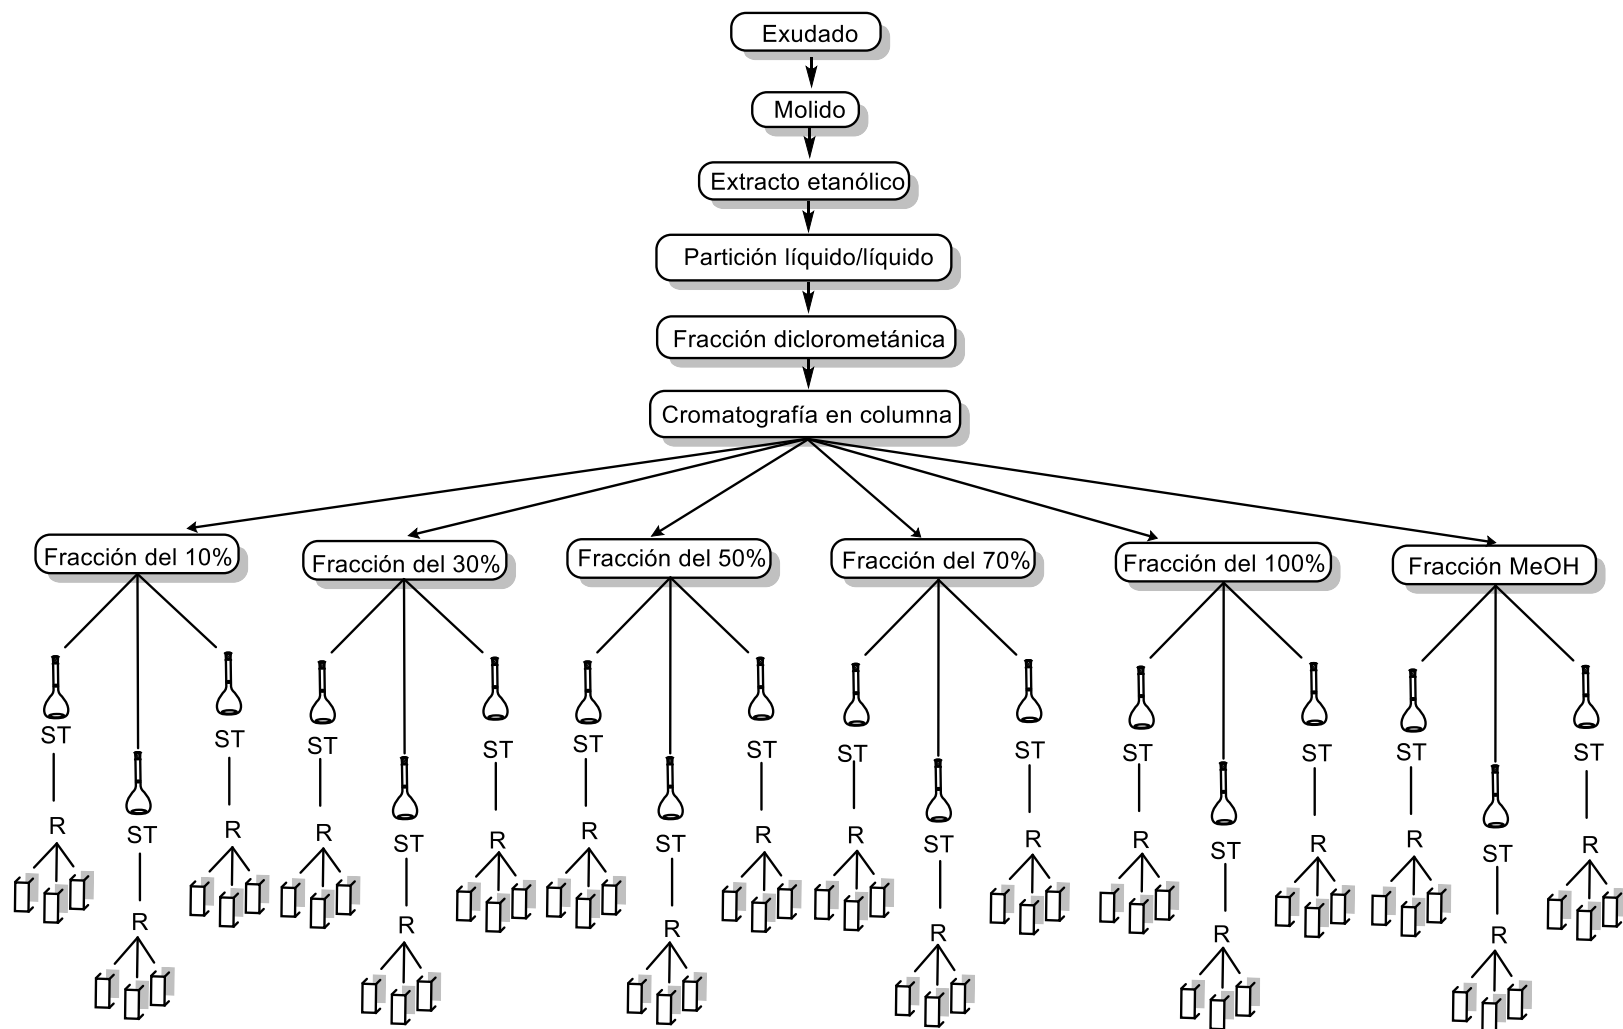 Exudado
Molido
Extracto etanólico
Partición líquido/líquido
Fracción diclorometánica
Cromatografía en columna
Fracción del 10%
Fracción del 30%
Fracción del 50%
Fracción del 70%
Fracción del 100%
Fracción MeOH
ST
ST
ST
R
R
R
ST
ST
ST
R
R
R
ST
ST
ST
R
R
R
ST
ST
ST
R
R
R
ST
ST
ST
R
R
R
ST
ST
ST
R
R
R